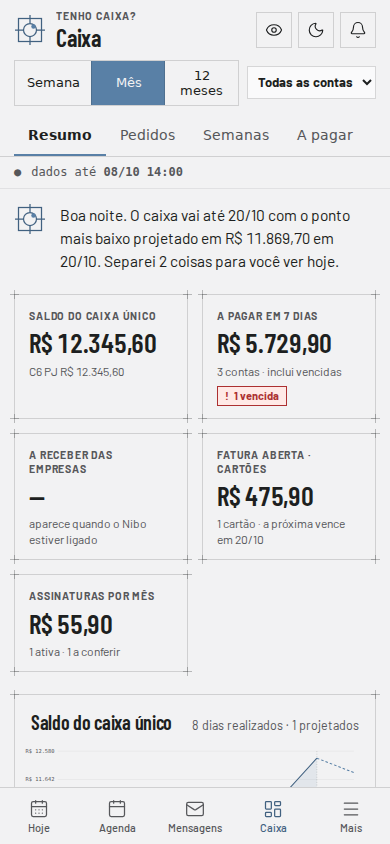 TENHO CAIXA?
Caixa
Semana
Mês
12
meses
Todas as contas
Resumo
Pedidos
Semanas
A pagar
● dados até 08/10 14:00
Boa noite. O caixa vai até 20/10 com o ponto
mais baixo projetado em R$ 11.869,70 em
20/10. Separei 2 coisas para você ver hoje.
SALDO DO CAIXA ÚNICO
R$ 12.345,60
C6 PJ R$ 12.345,60
A PAGAR EM 7 DIAS
R$ 5.729,90
3 contas · inclui vencidas
! 1 vencida
A RECEBER DAS
EMPRESAS
—
aparece quando o Nibo
estiver ligado
FATURA ABERTA ·
CARTÕES
R$ 475,90
1 cartão · a próxima vence
em 20/10
ASSINATURAS POR MÊS
R$ 55,90
1 ativa · 1 a conferir
Saldo do caixa único
8 dias realizados · 1 projetados
R$ 12.580
R$ 11.642
Hoje
Agenda
Mensagens
Caixa
Mais